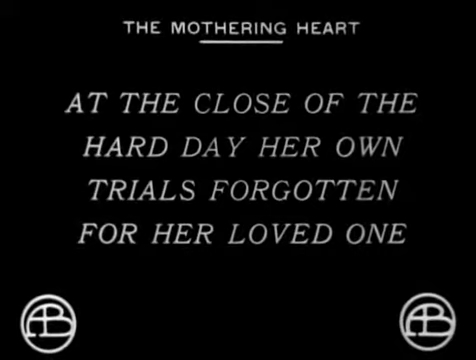 THE MOTHERING HEART
AT THE CLOSE OF THE
HARD DAY HER OWN
TRIALS FORGOTTEN
FOR HER LOVED ONE
AB AB